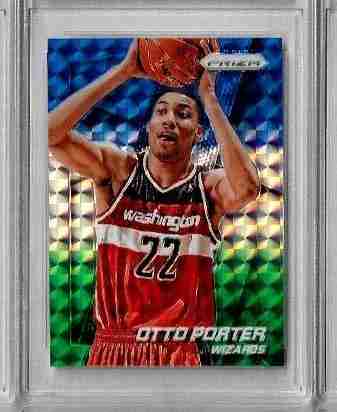 PRIZM
washington
22
OTTO PORTER
WIZARDS